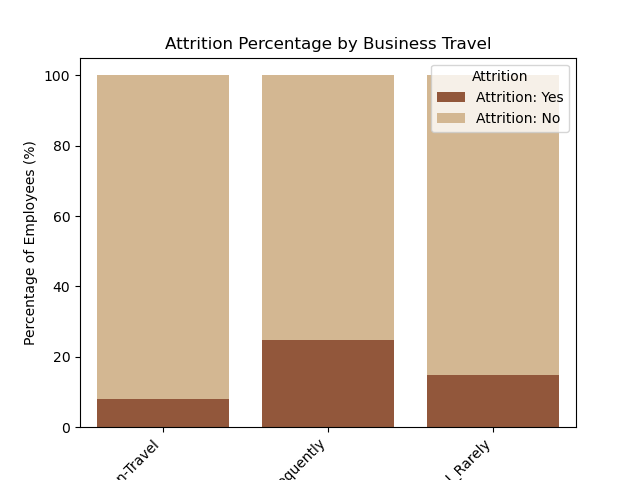 Attrition Percentage by Business Travel
Attrition
Attrition: Yes
Attrition: No
Percentage of Employees (%)
100
80
60
40
20
0
n-Travel
equently
l_Rarely